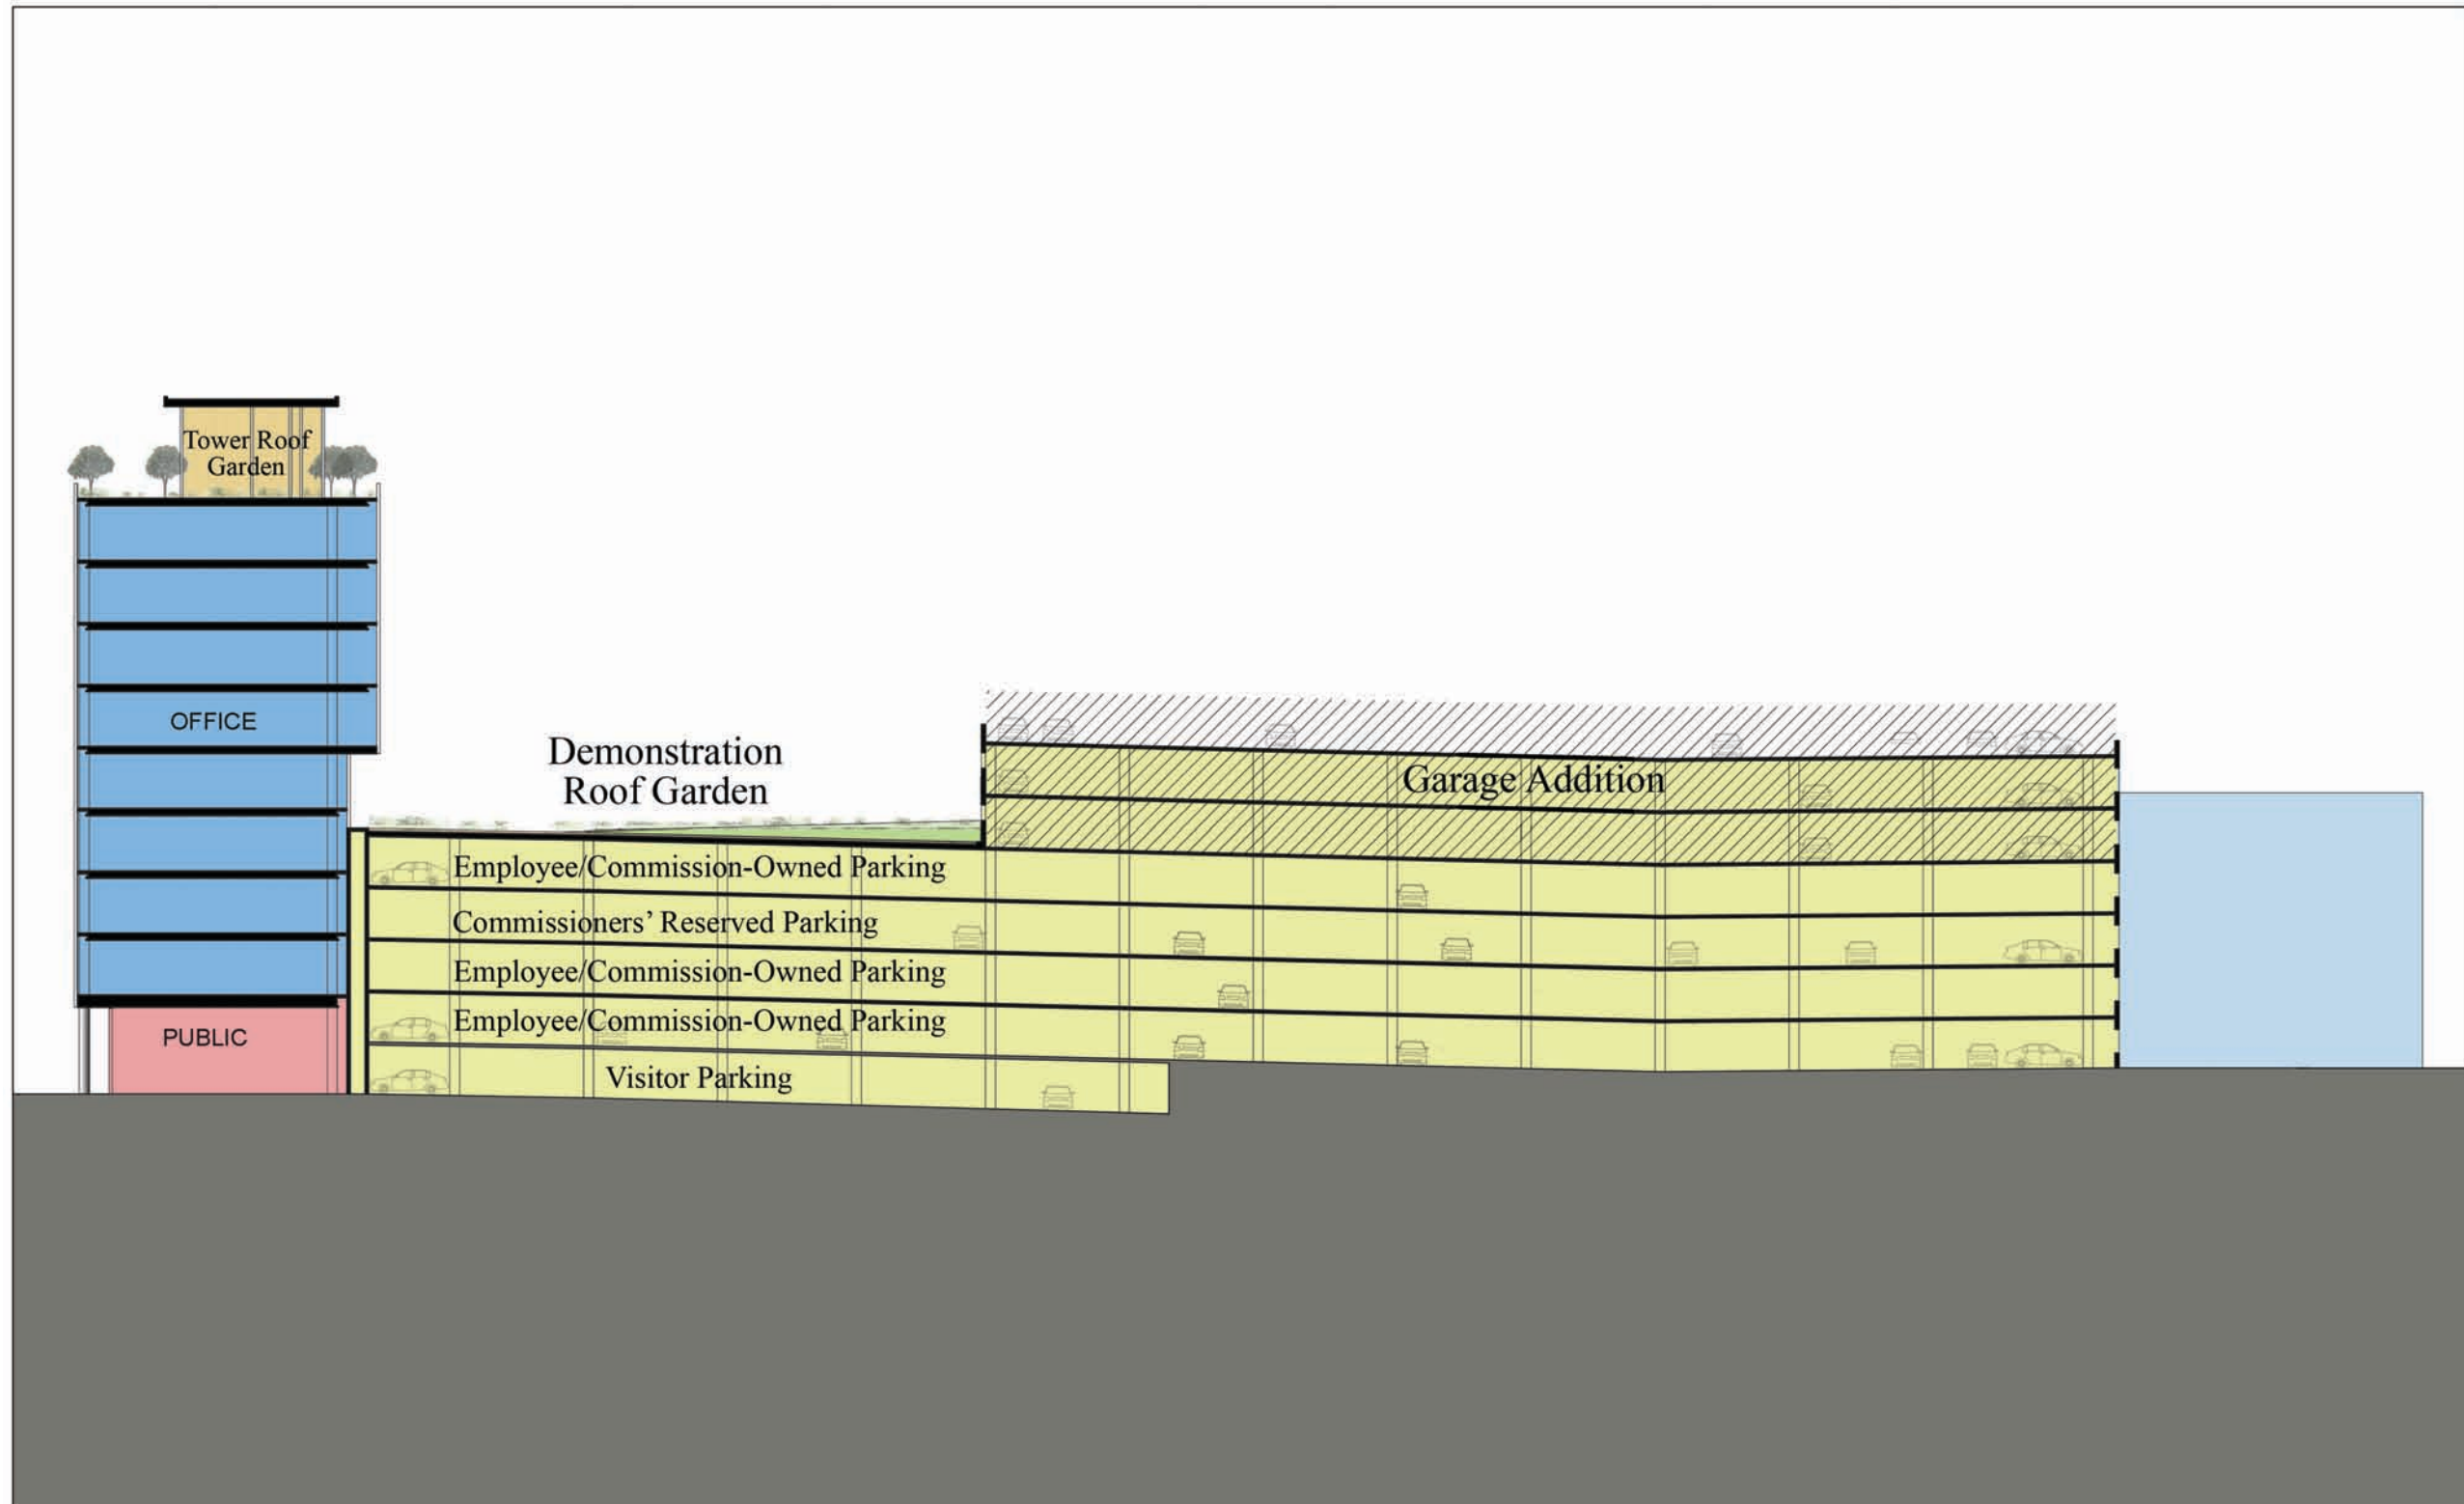 Tower Roof
Garden
OFFICE
Demonstration
Roof Garden
Garage Addition
Employee/Commission-Owned Parking
Commissioners’ Reserved Parking
Employee/Commission-Owned Parking
Employee/Commission-Owned Parking
PUBLIC
Visitor Parking